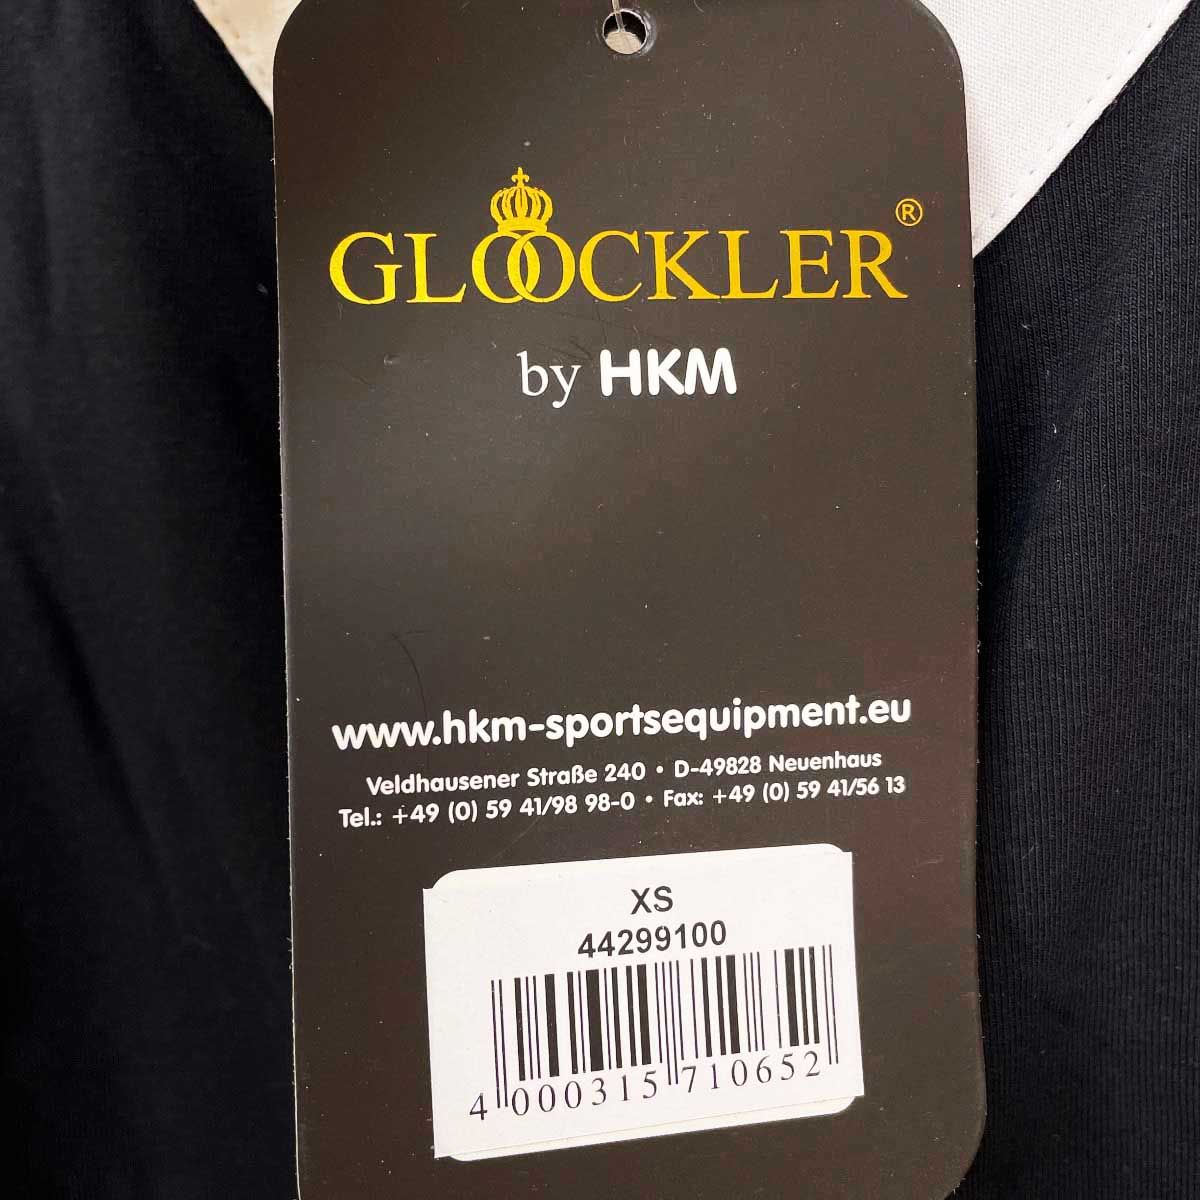 GLOOCKLER®
by HKM
www.hkm-sportsequipment.eu
Veldhausener Straße 240 • D-49828 Neuenhaus
Tel.: +49 (0) 59 41/98 98-0 • Fax: +49 (0) 59 41/56 13
XS
44299100
4 000315 710652